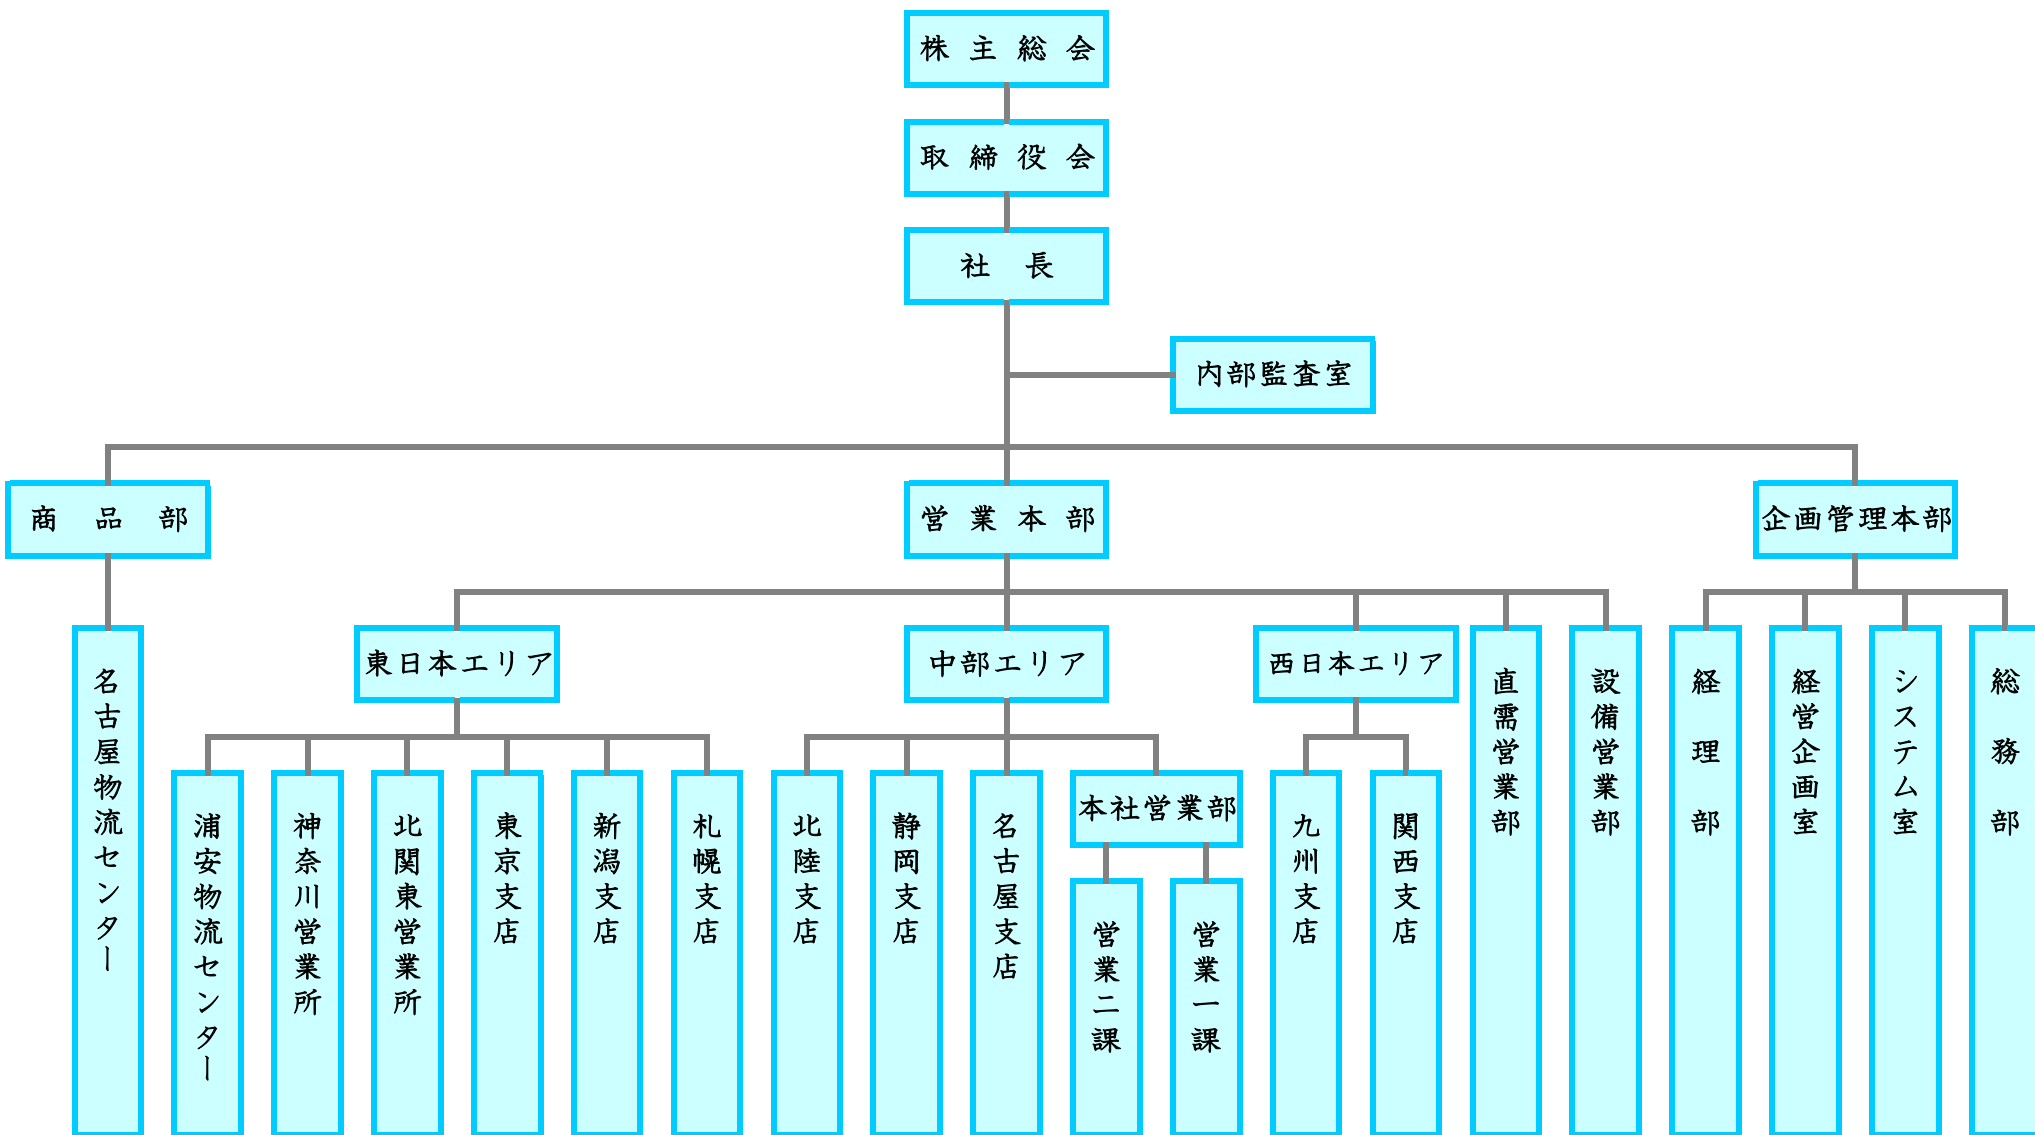 株主総会
取締役会
社長
内部監査室
商品部
営業本部
企画管理本部
東日本エリア
中部エリア
西日本エリア
名古屋物流センター
直需営業部
設備営業部
経理部
経営企画室
システム室
総務部
浦安物流センター
神奈川営業所
北関東営業所
東京支店
新潟支店
札幌支店
北陸支店
静岡支店
名古屋支店
本社営業部
九州支店
関西支店
営業二課
営業一課